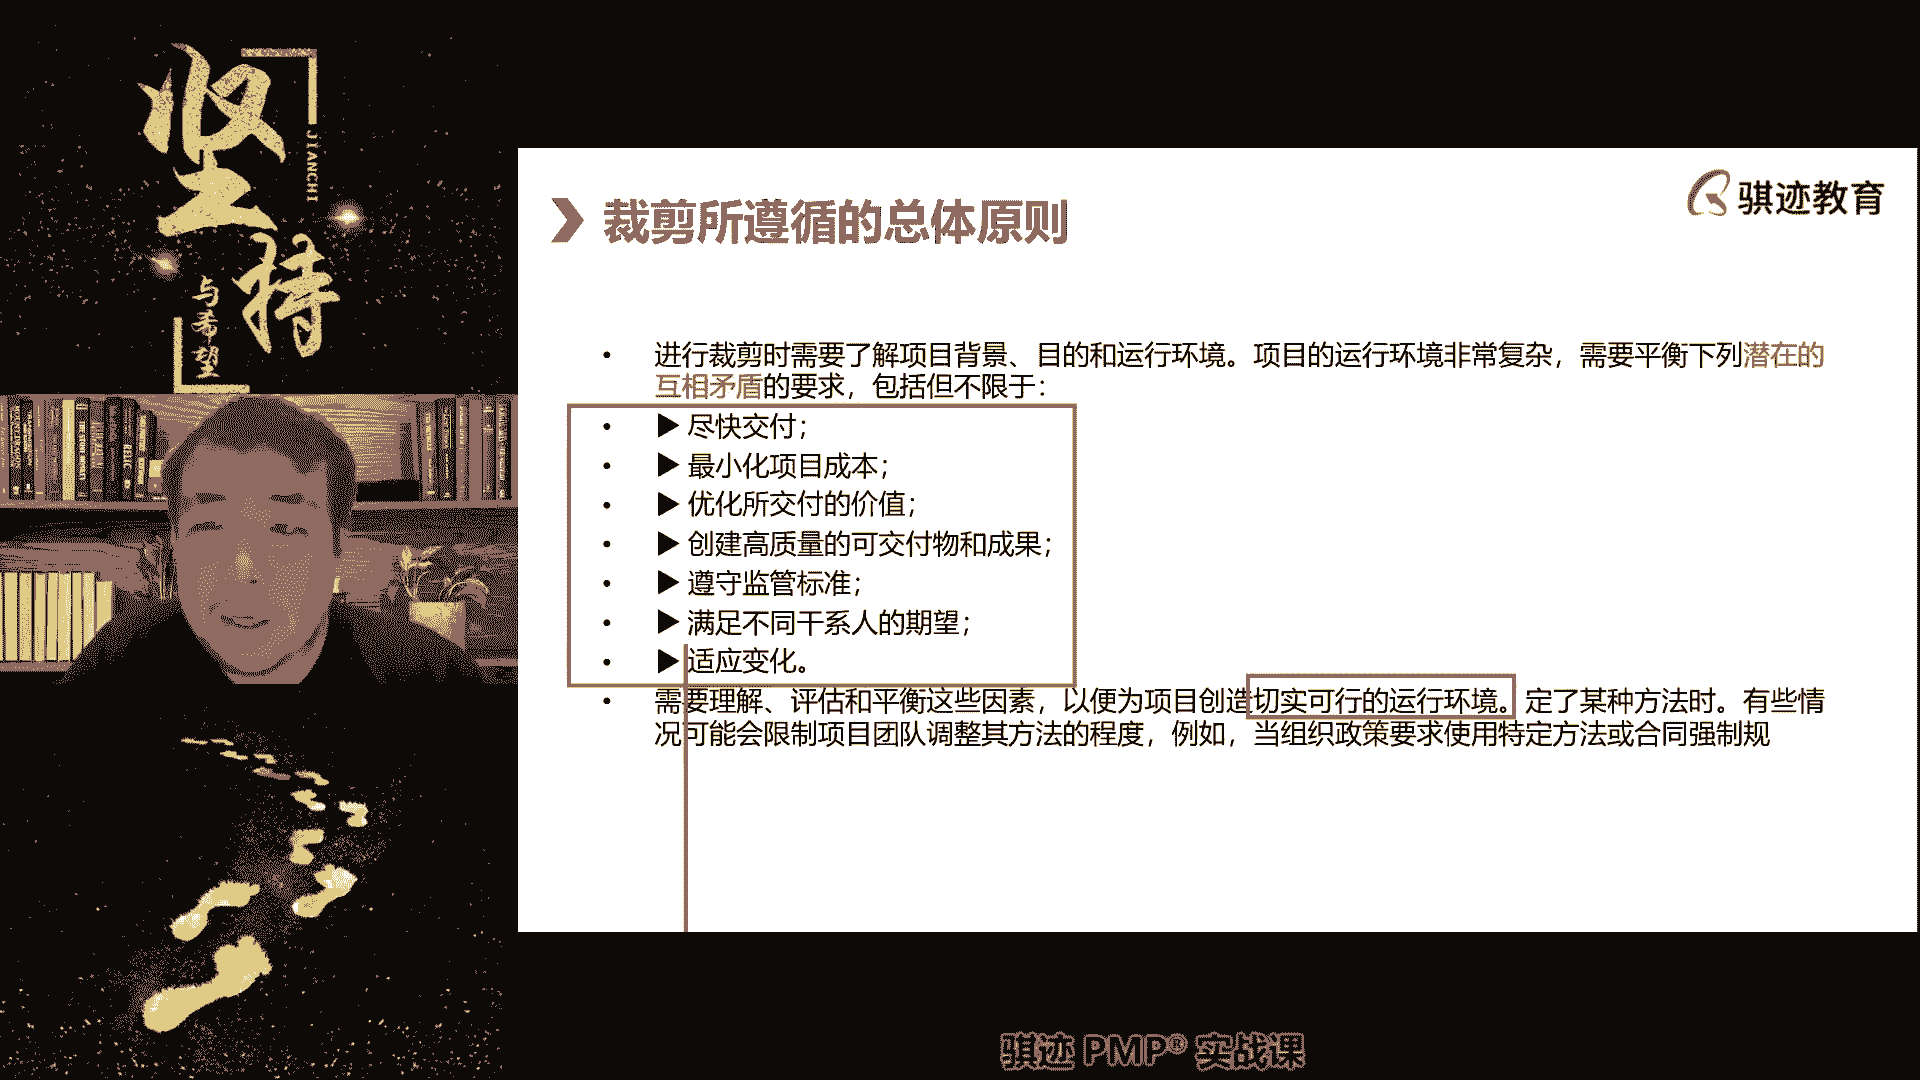 坚持
JIANCHI
与希望
骐迹教育
裁剪所遵循的总体原则
• 进行裁剪时需要了解项目背景、目的和运行环境。项目的运行环境非常复杂，需要平衡下列潜在的
互相矛盾的要求，包括但不限于：
• ▶ 尽快交付；
• ▶ 最小化项目成本；
• ▶ 优化所交付的价值；
• ▶ 创建高质量的可交付物和成果；
• ▶ 遵守监管标准；
• ▶ 满足不同干系人的期望；
• ▶ 适应变化。
• 需要理解、评估和平衡这些因素，以便为项目创造切实可行的运行环境。定了某种方法时。有些情
况可能会限制项目团队调整其方法的程度，例如，当组织政策要求使用特定方法或合同强制规
骐迹 PMP® 实战课